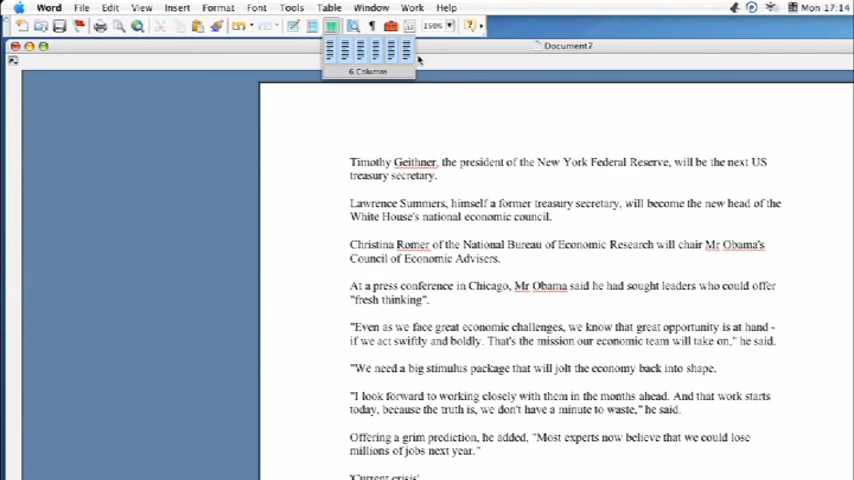 Word File Edit View Insert Format Font Tools Table Window Work Help Mon 17:14
150%
Document7
6 Columns
Timothy Geithner, the president of the New York Federal Reserve, will be the next US
treasury secretary.
Lawrence Summers, himself a former treasury secretary, will become the new head of the
White House's national economic council.
Christina Romer of the National Bureau of Economic Research will chair Mr Obama's
Council of Economic Advisers.
At a press conference in Chicago, Mr Obama said he had sought leaders who could offer
"fresh thinking".
"Even as we face great economic challenges, we know that great opportunity is at hand -
if we act swiftly and boldly. That's the mission our economic team will take on," he said.
"We need a big stimulus package that will jolt the economy back into shape.
"I look forward to working closely with them in the months ahead. And that work starts
today, because the truth is, we don't have a minute to waste," he said.
Offering a grim prediction, he added, "Most experts now believe that we could lose
millions of jobs next year."
'Current crisis'